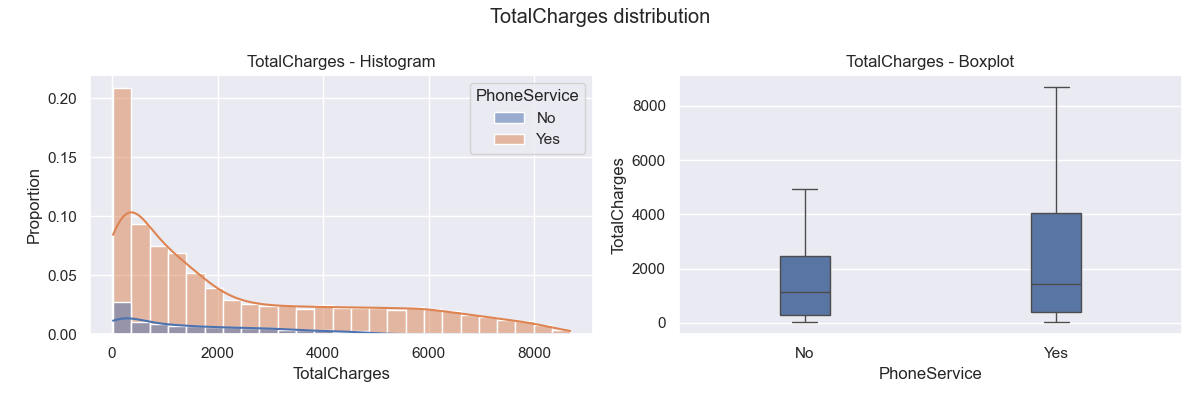 TotalCharges distribution
TotalCharges - Histogram
PhoneService
No
Yes
0.20
0.15
0.10
0.05
0.00
Proportion
0
2000
4000
6000
8000
TotalCharges
TotalCharges - Boxplot
8000
6000
4000
2000
0
TotalCharges
No
Yes
PhoneService